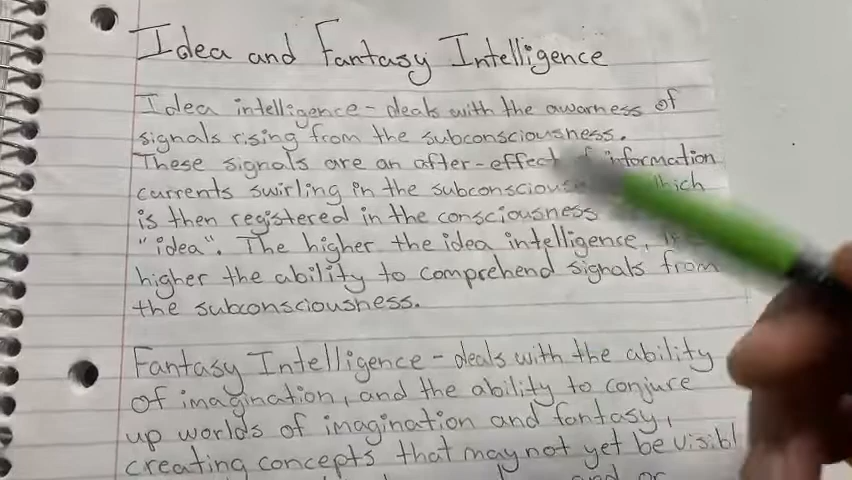 Idea and Fantasy Intelligence
Idea intelligence - deals with the awarness of
signals rising from the subconsciousness.
These signals are an after-effect of information
currents swirling in the subconscious which
is then registered in the consciousness
"idea". The higher the idea intelligence,
higher the ability to comprehend signals from
the subconsciousness.
Fantasy Intelligence - deals with the ability
of imagination, and the ability to conjure
up worlds of imagination and fantasy,
creating concepts that may not yet be visibl
and or